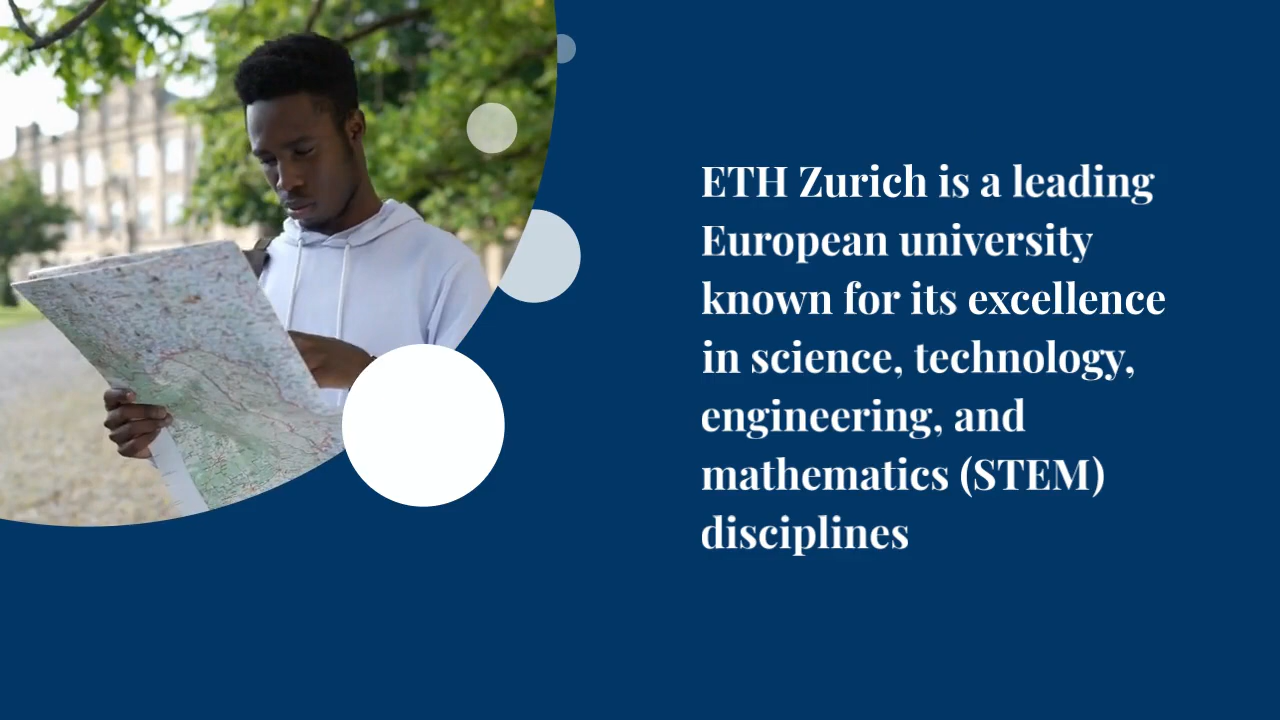 ETH Zurich is a leading
European university
known for its excellence
in science, technology,
engineering, and
mathematics (STEM)
disciplines